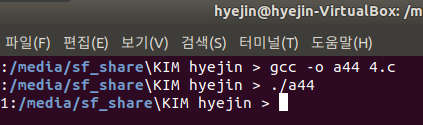 hyejin@hyejin-VirtualBox: /m
파일(F) 편집(E) 보기(V) 검색(S) 터미널(T) 도움말(H)
:/media/sf_share\KIM hyejin > gcc -o a44 4.c
:/media/sf_share\KIM hyejin > ./a44
1:/media/sf_share\KIM hyejin >